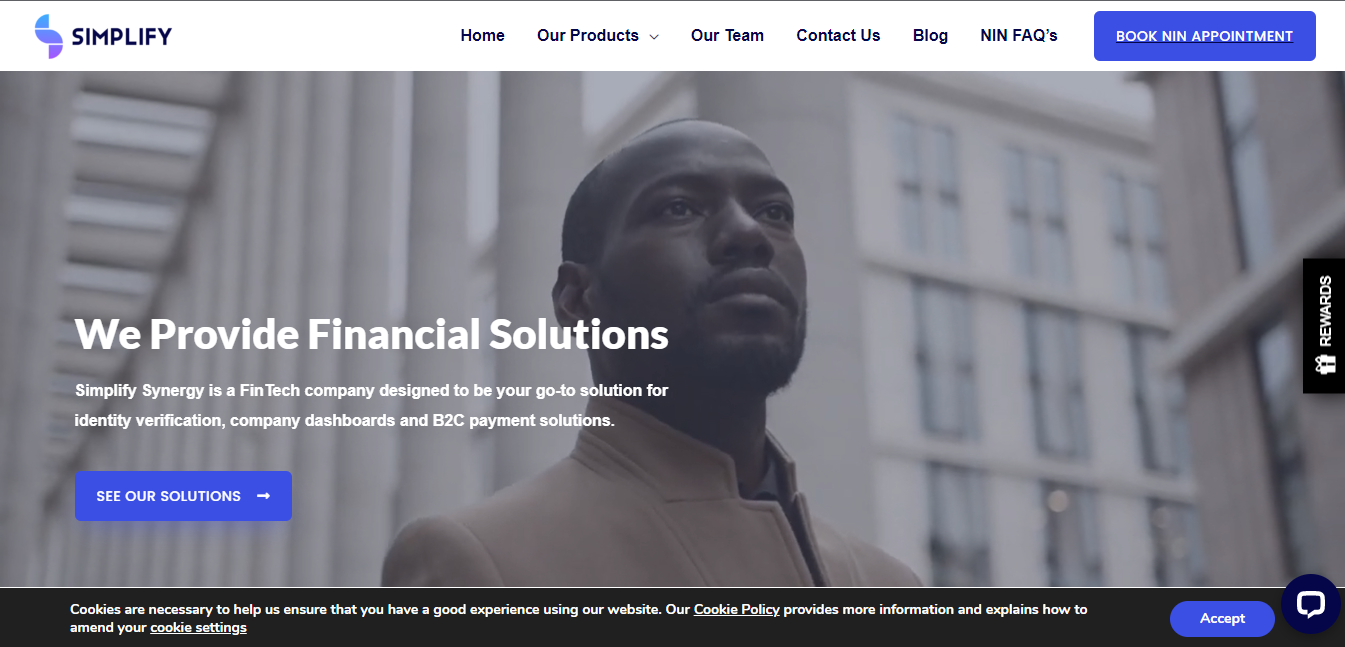 SIMPLIFY
Home
Our Products
Our Team
Contact Us
Blog
NIN FAQ’s
BOOK NIN APPOINTMENT
We Provide Financial Solutions
Simplify Synergy is a FinTech company designed to be your go-to solution for
identity verification, company dashboards and B2C payment solutions.
SEE OUR SOLUTIONS
REWARDS
Cookies are necessary to help us ensure that you have a good experience using our website. Our Cookie Policy provides more information and explains how to
amend your cookie settings
Accept